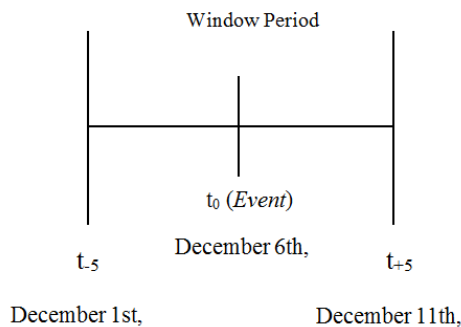 Window Period
t0 (Event)
December 6th,
t-5
t+5
December 1st,
December 11th,